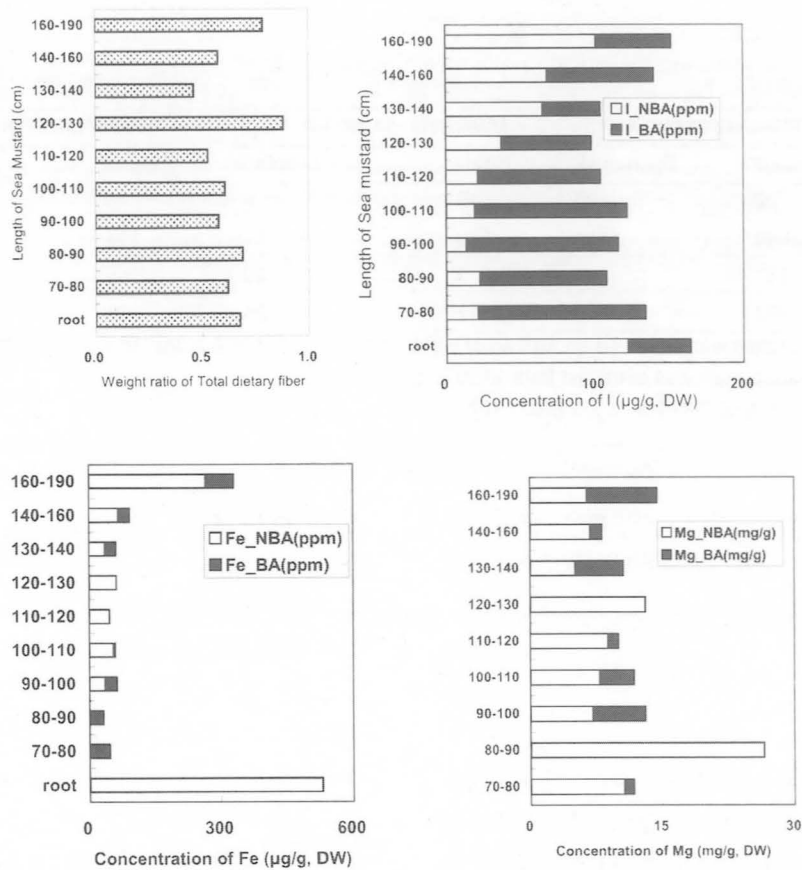 Length of Sea Mustard (cm)
160-190
140-160
130-140
120-130
110-120
100-110
90-100
80-90
70-80
root
0.0 0.5 1.0
Weight ratio of Total dietary fiber
Length of Sea mustard (cm)
160-190
140-160
130-140
120-130
110-120
100-110
90-100
80-90
70-80
root
I_NBA(ppm)
I_BA(ppm)
0 100 200
Concentration of I (µg/g, DW)
160-190
140-160
130-140
120-130
110-120
100-110
90-100
80-90
70-80
root
Fe_NBA(ppm)
Fe_BA(ppm)
0 300 600
Concentration of Fe (µg/g, DW)
160-190
140-160
130-140
120-130
110-120
100-110
90-100
80-90
70-80
Mg_NBA(mg/g)
Mg_BA(mg/g)
0 15 30
Concentration of Mg (mg/g, DW)